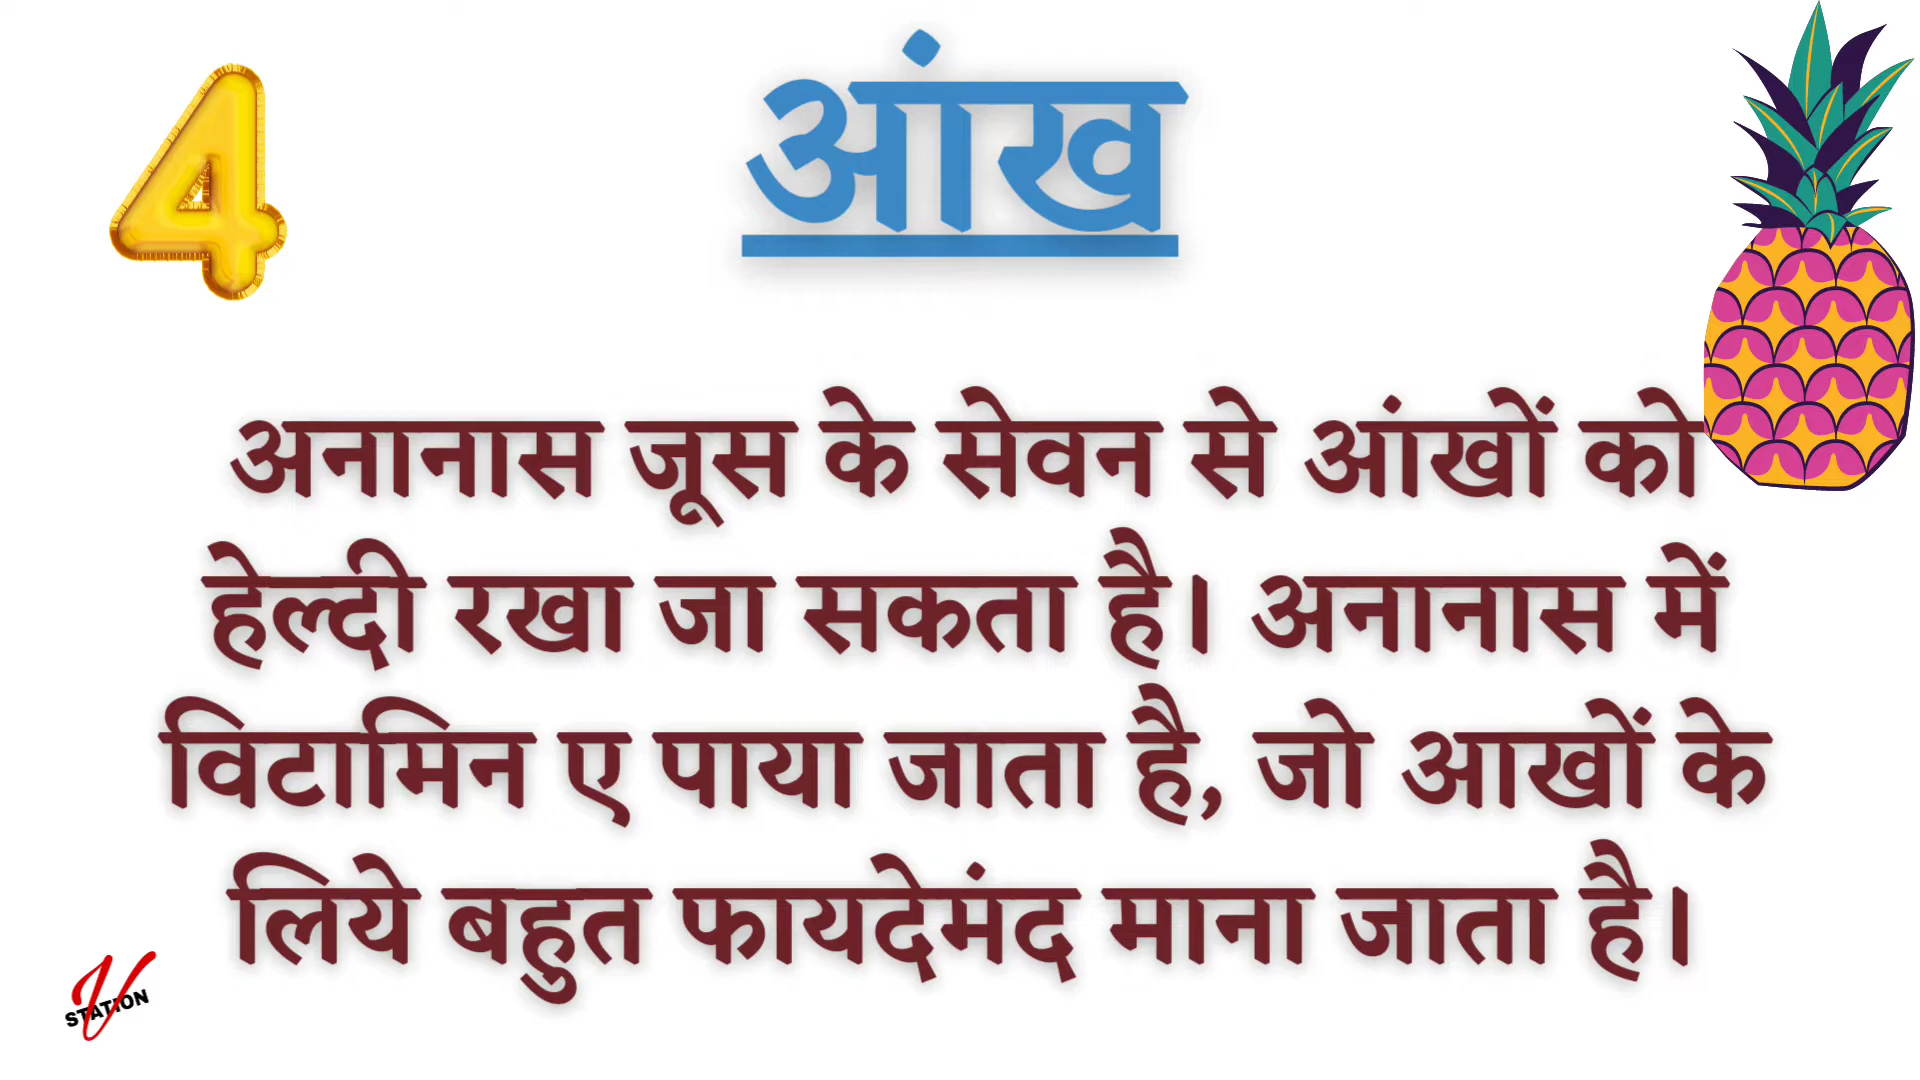 4
आंख
अनानास जूस के सेवन से आंखों को
हेल्दी रखा जा सकता है। अनानास में
विटामिन ए पाया जाता है, जो आखों के
लिये बहुत फायदेमंद माना जाता है।
V STATION